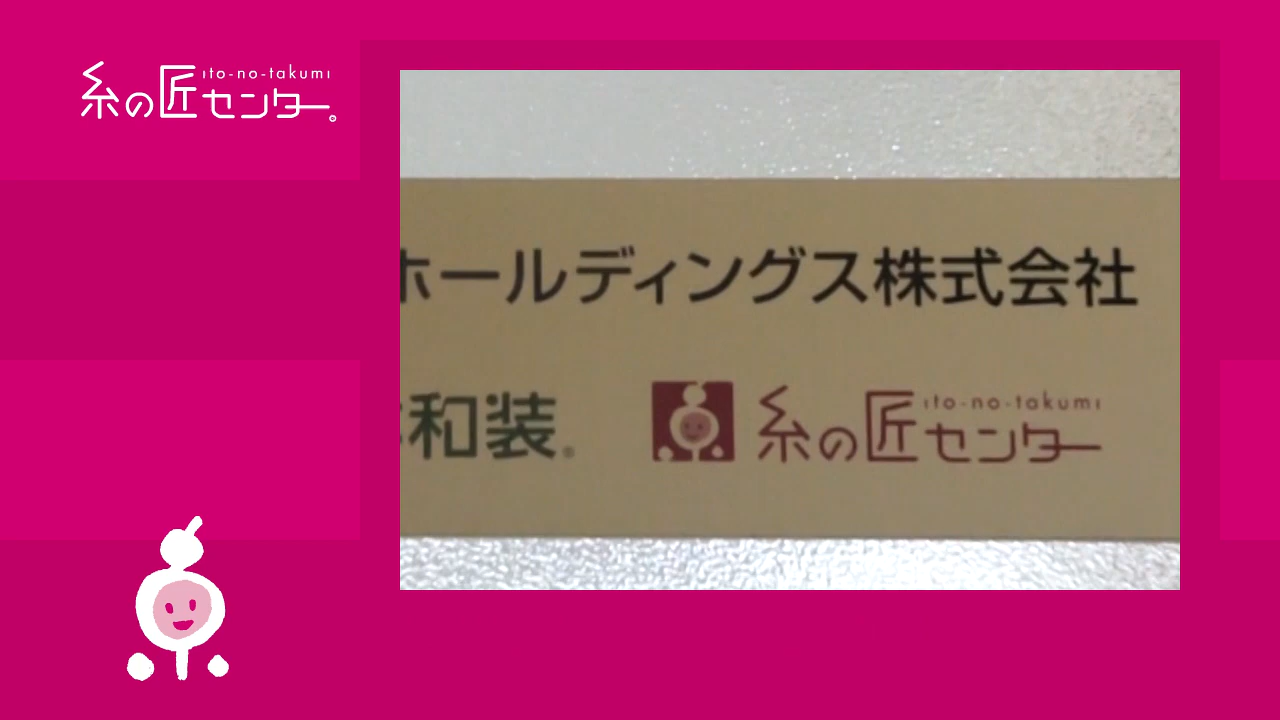 糸の匠センター
ito-no-takumi
ホールディングス株式会社
和装®
糸の匠センター
ito-no-takumi